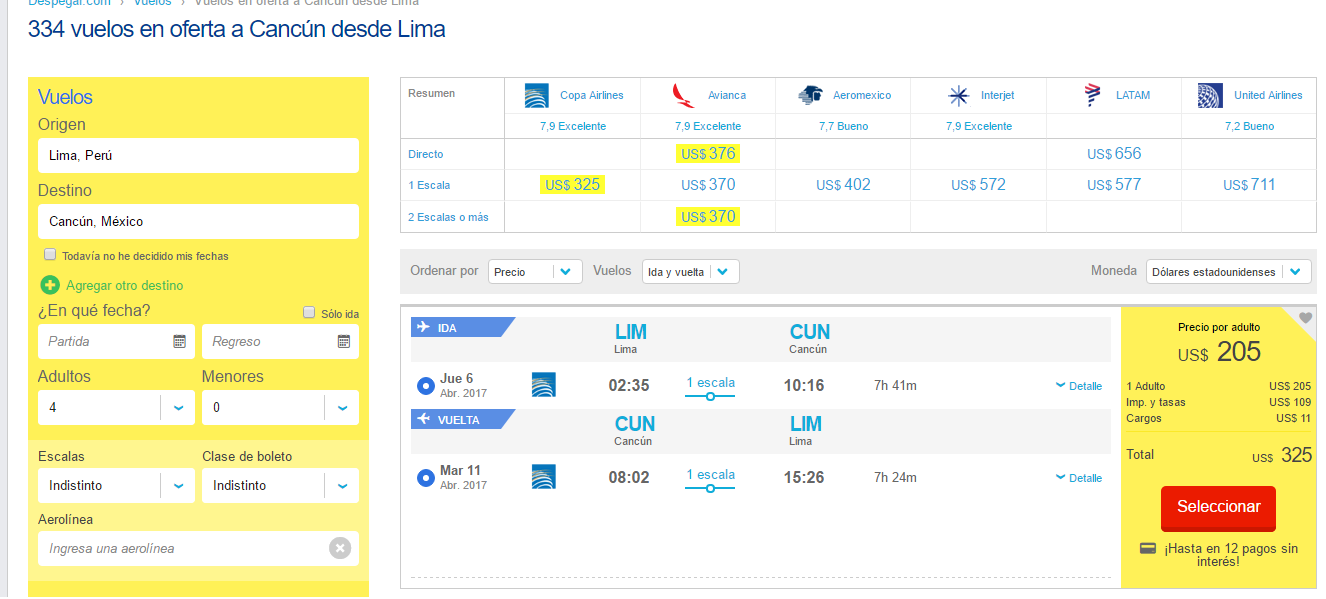 Despegar.com › Vuelos › Vuelos en oferta a Cancún desde Lima
334 vuelos en oferta a Cancún desde Lima
Vuelos
Origen
Lima, Perú
Destino
Cancún, México
Todavía no he decidido mis fechas
Agregar otro destino
¿En qué fecha? Sólo ida
Partida Regreso
Adultos Menores
4 0
Escalas Clase de boleto
Indistinto Indistinto
Aerolínea
Ingresa una aerolínea
Resumen Copa Airlines Avianca Aeromexico Interjet LATAM United Airlines
7,9 Excelente 7,9 Excelente 7,7 Bueno 7,9 Excelente 7,2 Bueno
Directo US$ 376 US$ 656
1 Escala US$ 325 US$ 370 US$ 402 US$ 572 US$ 577 US$ 711
2 Escalas o más US$ 370
Ordenar por Precio Vuelos Ida y vuelta Moneda Dólares estadounidenses
IDA LIM CUN
Lima Cancún
Jue 6 02:35 1 escala 10:16 7h 41m Detalle
Abr. 2017
VUELTA CUN LIM
Cancún Lima
Mar 11 08:02 1 escala 15:26 7h 24m Detalle
Abr. 2017
Precio por adulto
US$ 205
1 Adulto US$ 205
Imp. y tasas US$ 109
Cargos US$ 11
Total US$ 325
Seleccionar
¡Hasta en 12 pagos sin
interés!